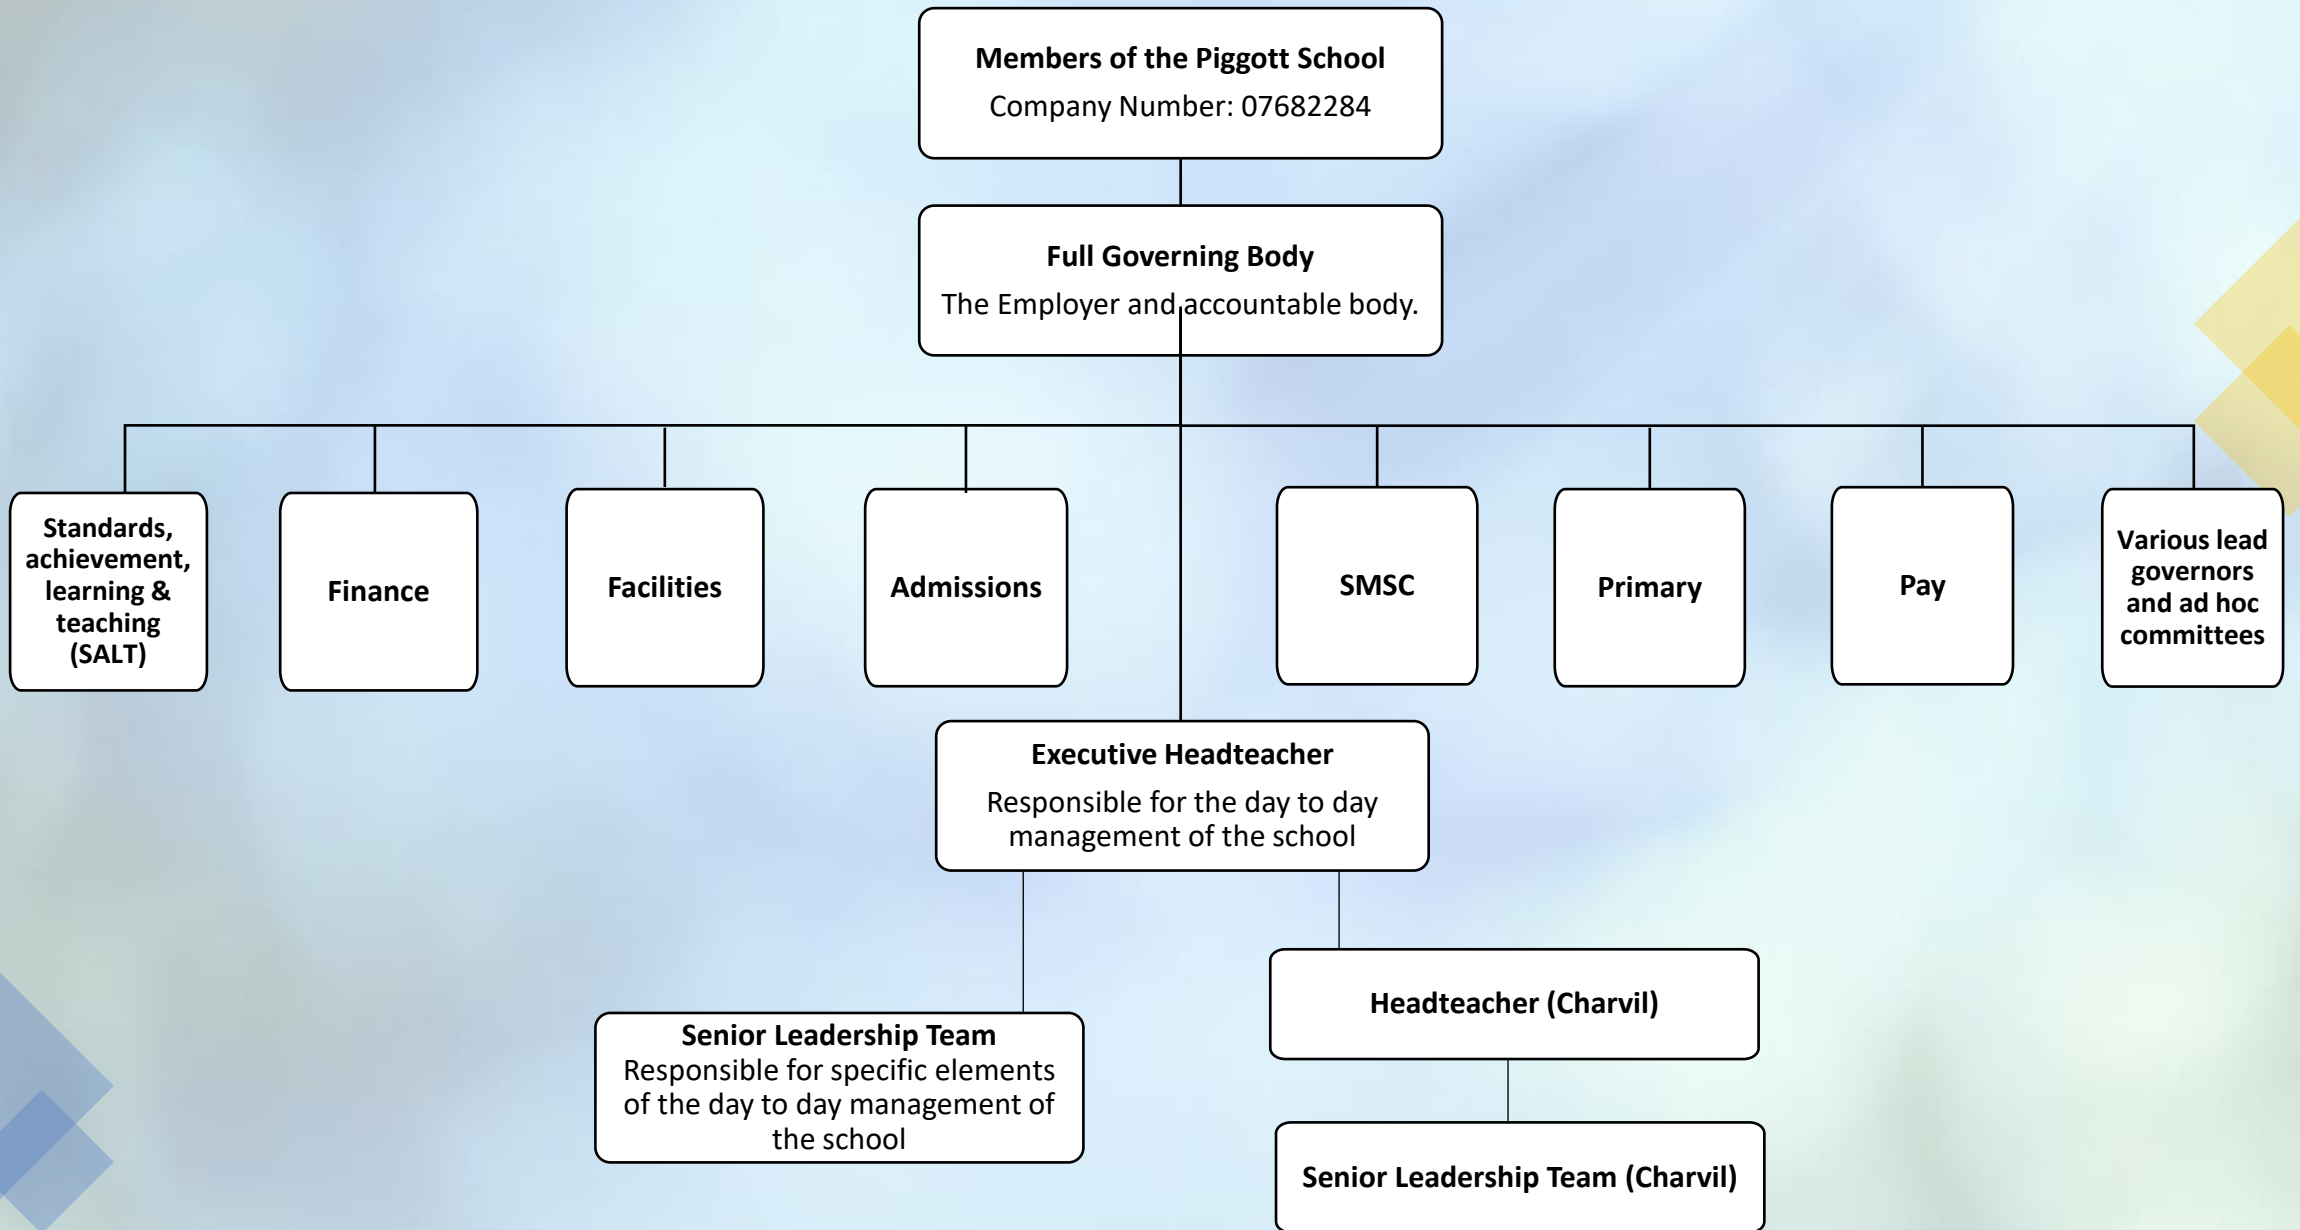 Members of the Piggott School
Company Number: 07682284
Full Governing Body
The Employer and accountable body.
Standards,
achievement,
learning &
teaching
(SALT)
Finance
Facilities
Admissions
SMSC
Primary
Pay
Various lead
governors
and ad hoc
committees
Executive Headteacher
Responsible for the day to day
management of the school
Senior Leadership Team
Responsible for specific elements
of the day to day management of
the school
Headteacher (Charvil)
Senior Leadership Team (Charvil)